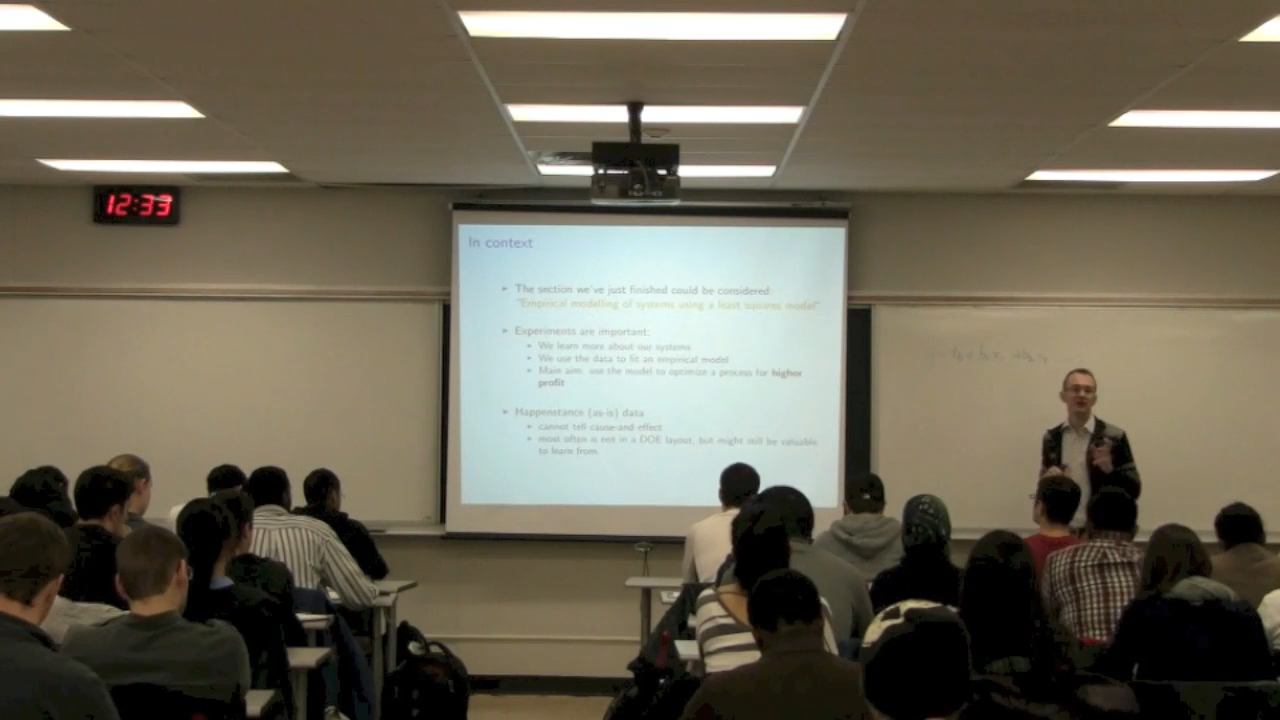 12:33
In context
The section we've just finished could be considered:
"Empirical modelling of systems using a least squares model"
Experiments are important:
We learn more about our systems
We use the data to fit an empirical model
Main aim: use the model to optimize a process for higher
profit
Happenstance (as-is) data
cannot tell cause-and effect
most often is not in a DOE layout, but might still be valuable
to learn from